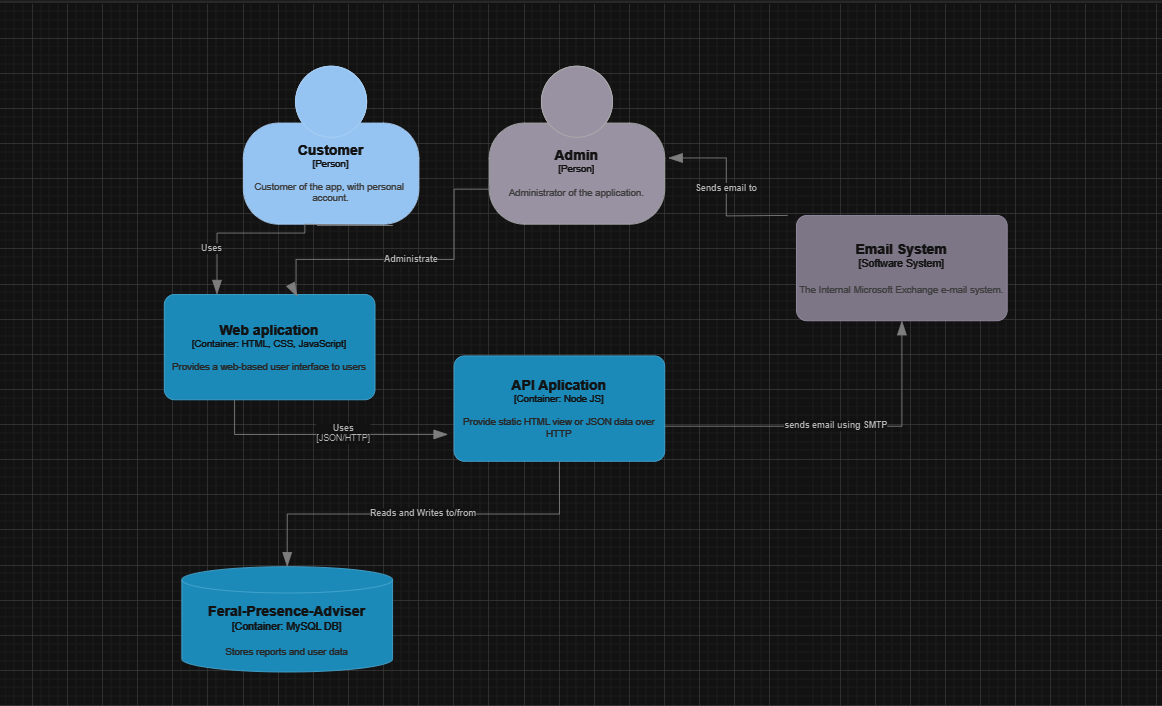 Customer
[Person]
Customer of the app, with personal
account.
Admin
[Person]
Administrator of the application.
Sends email to
Uses
Administrate
Email System
[Software System]
The Internal Microsoft Exchange e-mail system.
Web aplication
[Container: HTML, CSS, JavaScript]
Provides a web-based user interface to users
API Aplication
[Container: Node JS]
Provide static HTML view or JSON data over
HTTP
Uses
[JSON/HTTP]
sends email using SMTP
Reads and Writes to/from
Feral-Presence-Adviser
[Container: MySQL DB]
Stores reports and user data